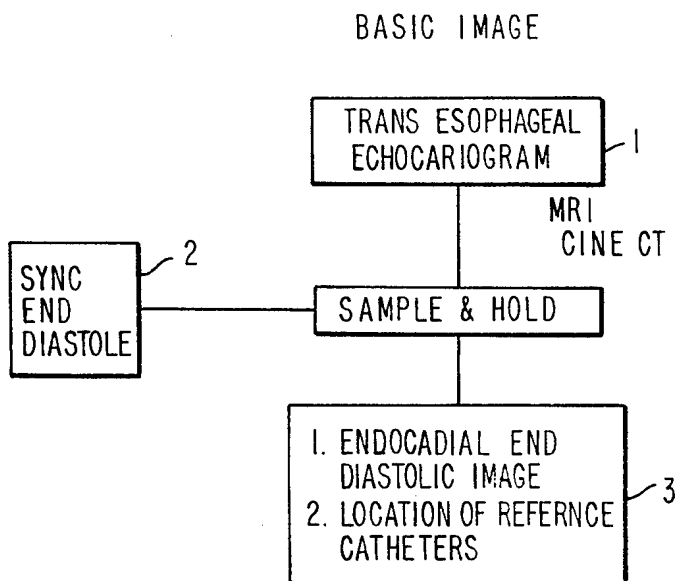 BASIC IMAGE
TRANS ESOPHAGEAL
ECHOCARIOGRAM
1
MRI
CINE CT
2
SYNC
END
DIASTOLE
SAMPLE & HOLD
1. ENDOCADIAL END
DIASTOLIC IMAGE
2. LOCATION OF REFERNCE
CATHETERS
3